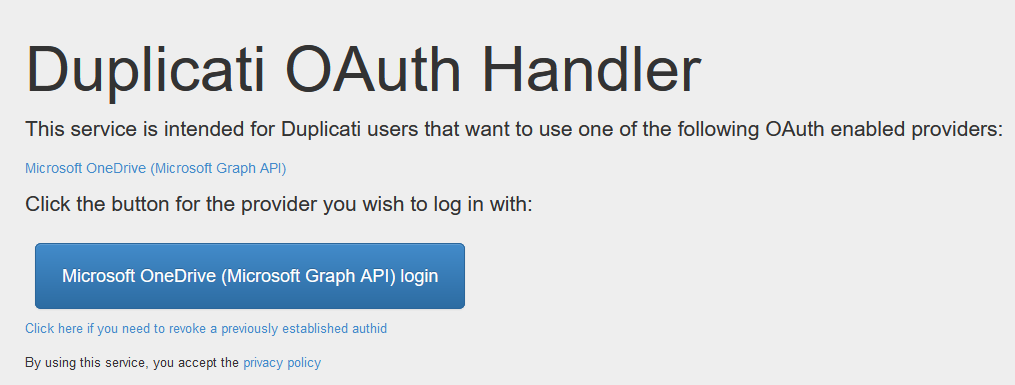 Duplicati OAuth Handler
This service is intended for Duplicati users that want to use one of the following OAuth enabled providers:
Microsoft OneDrive (Microsoft Graph API)
Click the button for the provider you wish to log in with:
Microsoft OneDrive (Microsoft Graph API) login
Click here if you need to revoke a previously established authid
By using this service, you accept the privacy policy